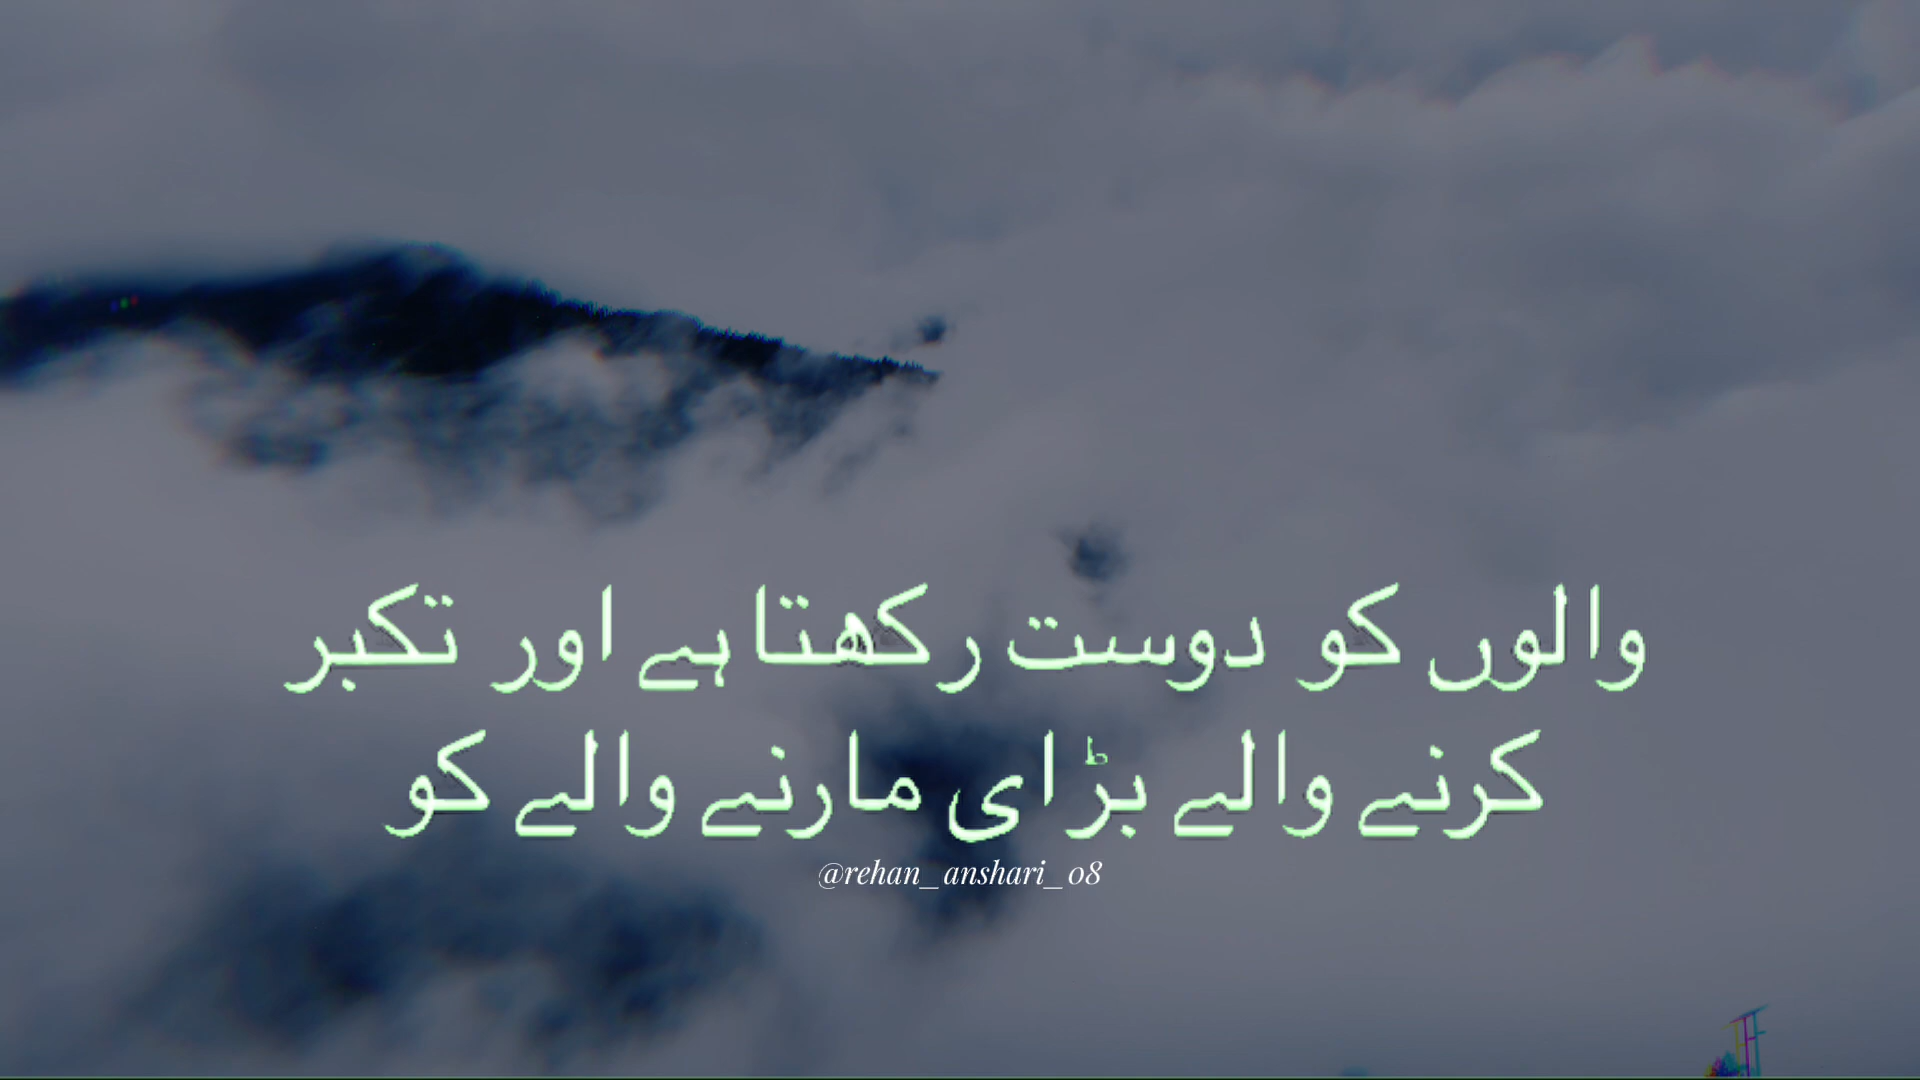 والوں کو دوست رکھتا ہے اور تکبر
کرنے والے بڑای مارنے والے کو
@rehan_anshari_08